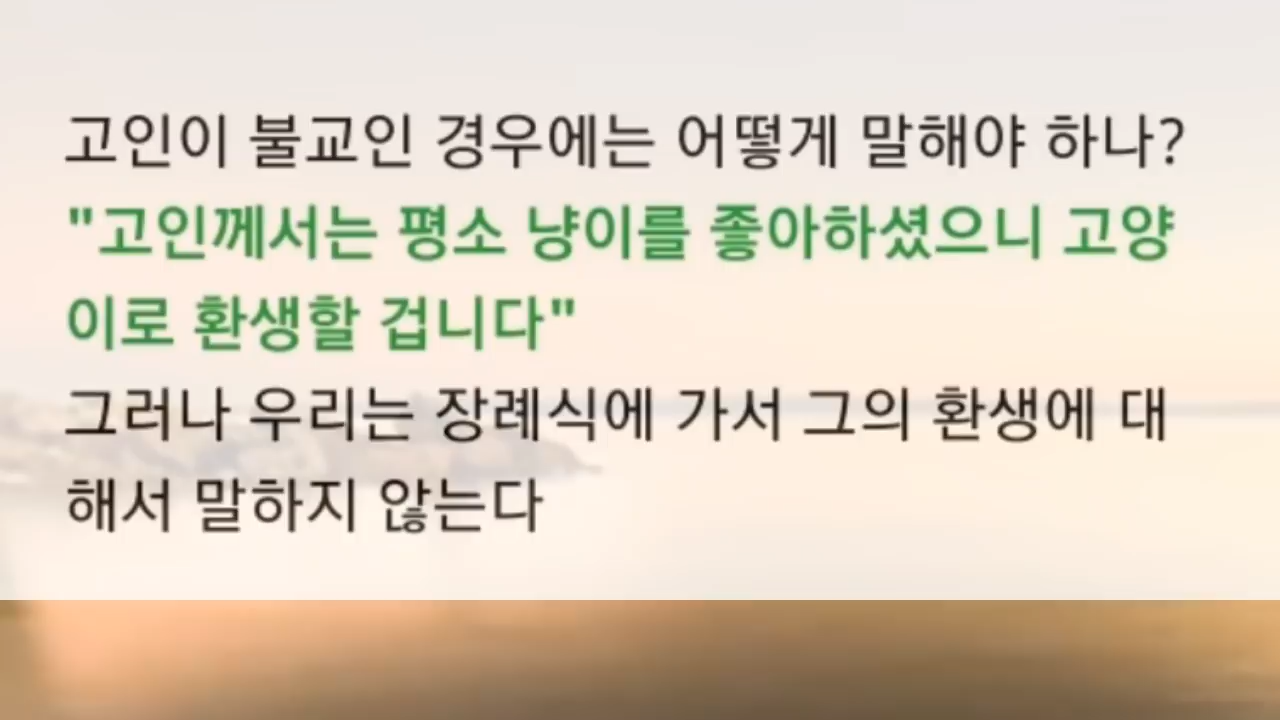 고인이 불교인 경우에는 어떻게 말해야 하나?
"고인께서는 평소 냥이를 좋아하셨으니 고양
이로 환생할 겁니다"
그러나 우리는 장례식에 가서 그의 환생에 대
해서 말하지 않는다